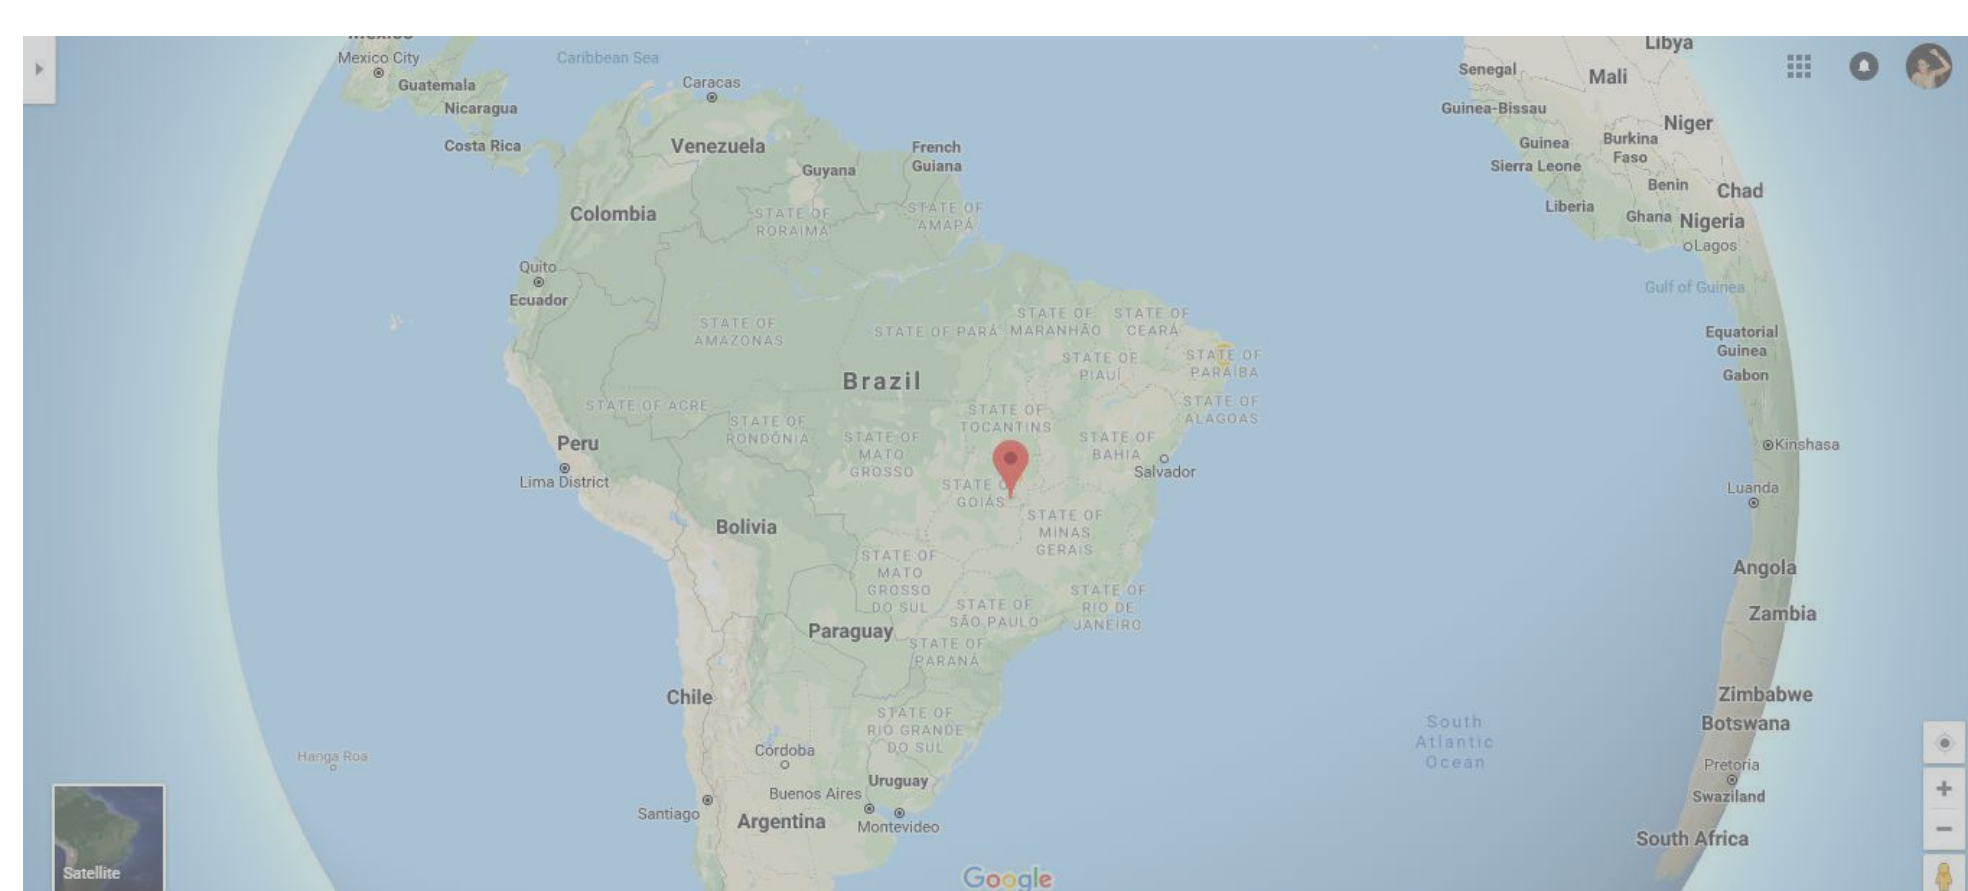 Mexico
Mexico City
Guatemala
Nicaragua
Costa Rica
Caribbean Sea
Caracas
Venezuela
Guyana
French
Guiana
Colombia
STATE OF
RORAIMA
STATE OF
AMAPÁ
Quito
Ecuador
STATE OF
AMAZONAS
STATE OF PARÁ
STATE OF
MARANHÃO
STATE OF
CEARÁ
STATE OF
PIAUÍ
STATE OF
PARAÍBA
Brazil
STATE OF ACRE
STATE OF
RONDÔNIA
STATE OF
MATO
GROSSO
STATE OF
TOCANTINS
STATE OF
ALAGOAS
STATE OF
BAHIA
Salvador
Peru
Lima District
STATE OF
GOIÁS
Bolivia
STATE OF
MINAS
GERAIS
STATE OF
MATO
GROSSO
DO SUL
STATE OF
SÃO PAULO
STATE OF
RIO DE
JANEIRO
Paraguay
STATE OF
PARANÁ
Chile
STATE OF
RIO GRANDE
DO SUL
Córdoba
Uruguay
Buenos Aires
Santiago
Argentina
Montevideo
Hanga Roa
Satellite
Google
South
Atlantic
Ocean
Libya
Senegal
Mali
Guinea-Bissau
Niger
Guinea
Burkina
Faso
Sierra Leone
Benin
Chad
Liberia
Ghana
Nigeria
Lagos
Gulf of Guinea
Equatorial
Guinea
Gabon
Kinshasa
Luanda
Angola
Zambia
Zimbabwe
Botswana
Pretoria
Swaziland
South Africa